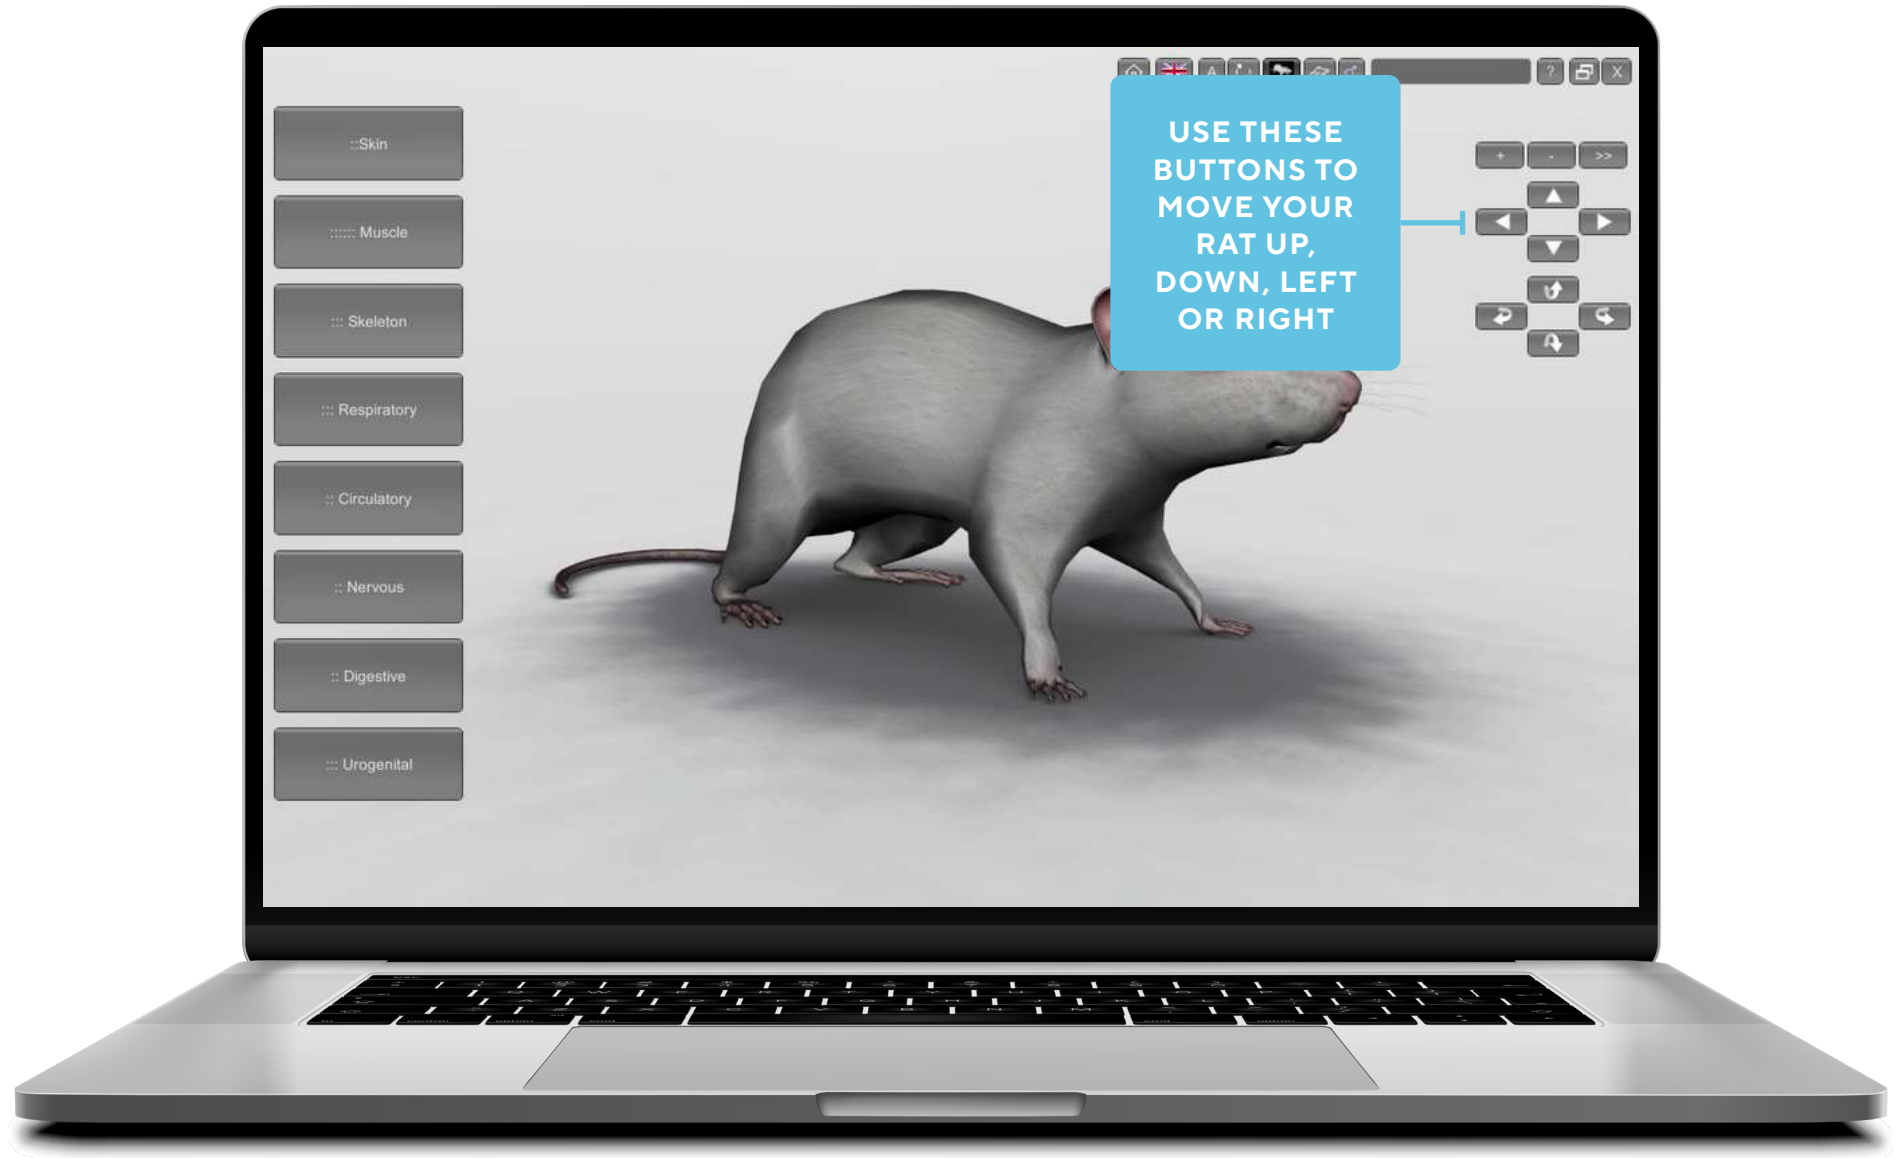 A
?
X
::Skin
:::::: Muscle
::: Skeleton
::: Respiratory
:: Circulatory
:: Nervous
:: Digestive
::: Urogenital
USE THESE
BUTTONS TO
MOVE YOUR
RAT UP,
DOWN, LEFT
OR RIGHT
+ - >>